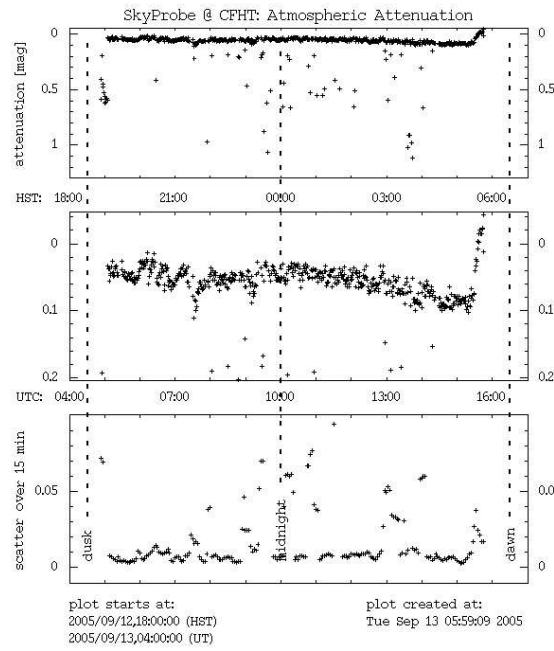 SkyProbe @ CFHT: Atmospheric Attenuation
attenuation [mag]
0
0.5
1
0
0.5
1
HST: 18:00 21:00 00:00 03:00 06:00
0
0.1
0.2
0
0.1
0.2
UTC: 04:00 07:00 10:00 13:00 16:00
scatter over 15 min
0.05
0
0.05
0
dusk
midnight
dawn
plot starts at:
2005/09/12,18:00:00 (HST)
2005/09/13,04:00:00 (UT)
plot created at:
Tue Sep 13 05:59:09 2005